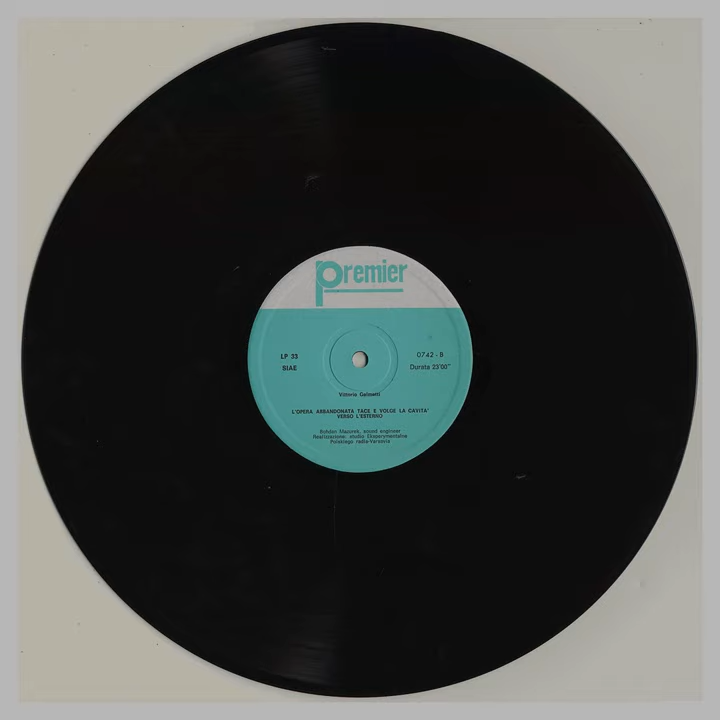 Premier
LP 33
SIAE
0742 - B
Durata 23'00"
Vittorio Gelmetti
L'OPERA ABBANDONATA TACE E VOLGE LA CAVITA'
VERSO L'ESTERNO
Bohdan Mazurek, sound engineer
Realizzazione: studio Eksperymentalne
Polskiego radia-Varsavia